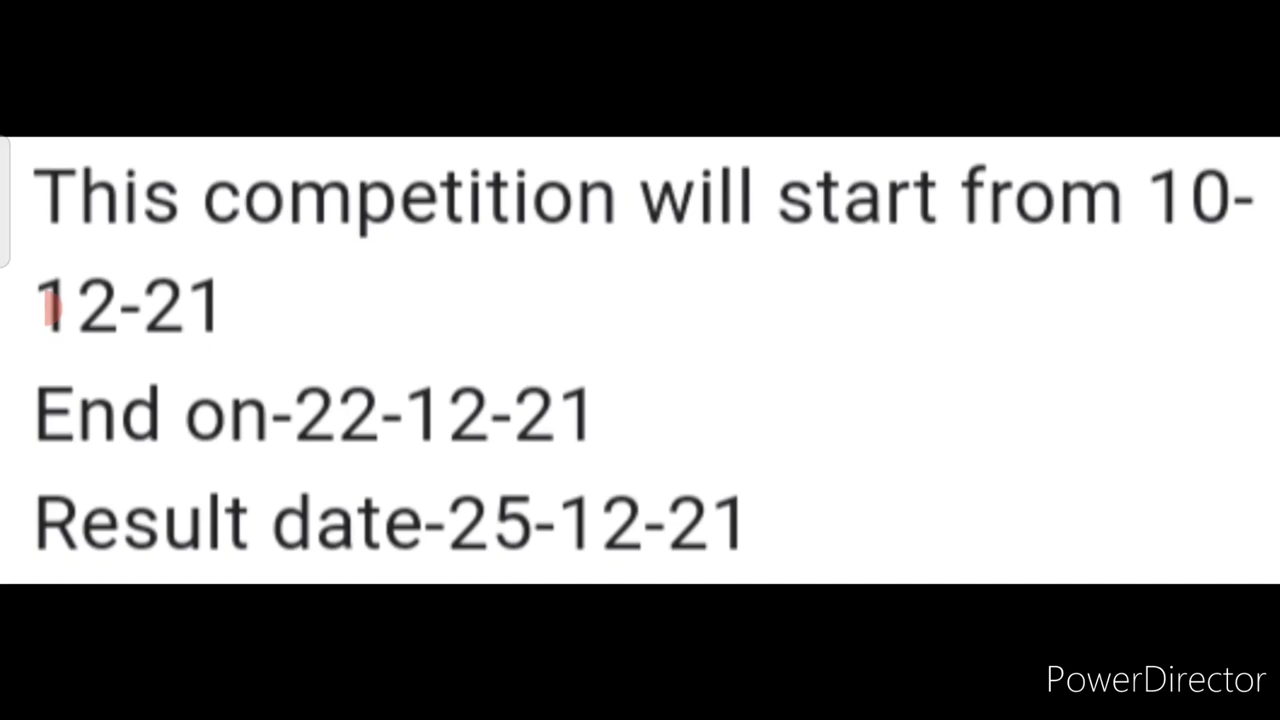 This competition will start from 10-
12-21
End on-22-12-21
Result date-25-12-21
PowerDirector